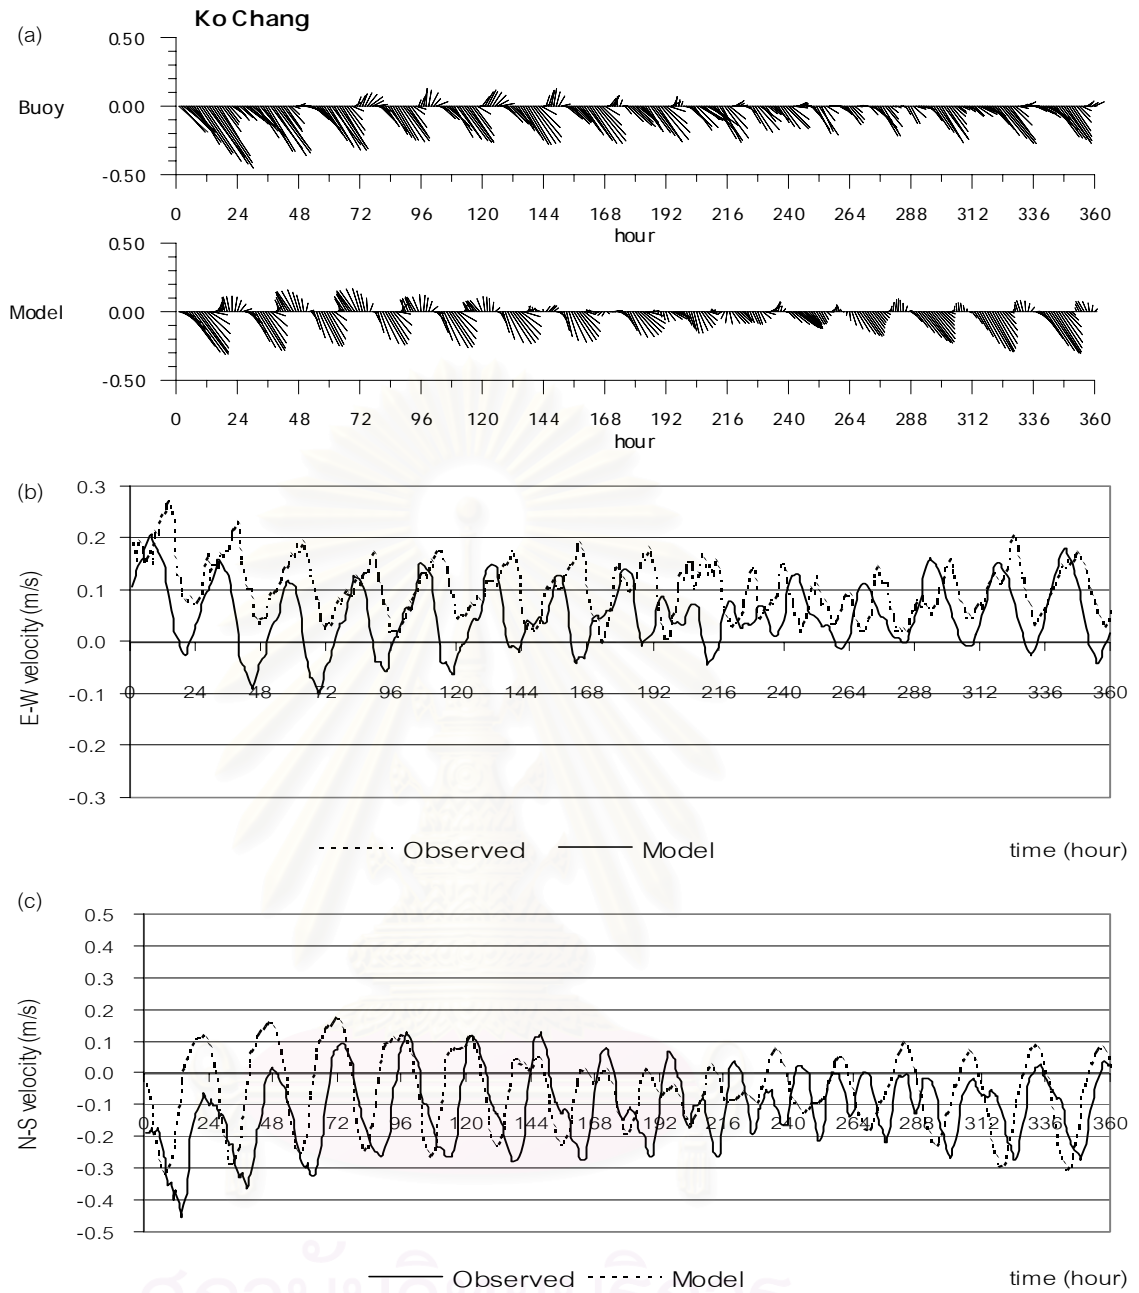 Ko Chang
(a)
0.50
Buoy
0.00
-0.50
0 24 48 72 96 120 144 168 192 216 240 264 288 312 336 360
hour
0.50
Model
0.00
-0.50
0 24 48 72 96 120 144 168 192 216 240 264 288 312 336 360
hour
(b)
E-W velocity (m/s)
0.3
0.2
0.1
0.0
-0.1
0 24 48 72 96 120 144 168 192 216 240 264 288 312 336 360
-0.2
-0.3
Observed Model time (hour)
(c)
N-S velocity (m/s)
0.5
0.4
0.3
0.2
0.1
0.0
-0.1
0 24 48 72 96 120 144 168 192 216 240 264 288 312 336 360
-0.2
-0.3
-0.4
-0.5
Observed Model time (hour)